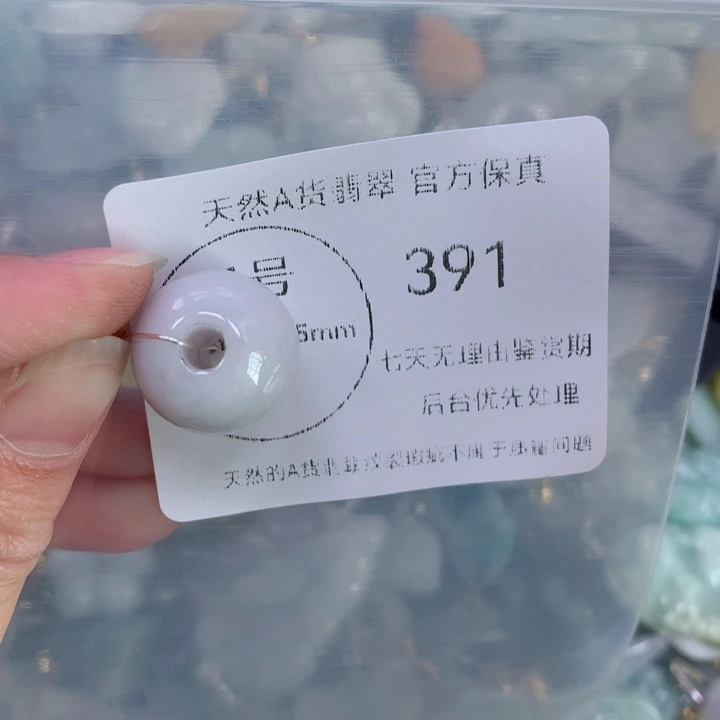 天然A货翡翠 官方保真
号
391
5mm
七天无理由鉴赏期
后台优先处理
天然的A货翡翠纹裂瑕疵不属于质量问题